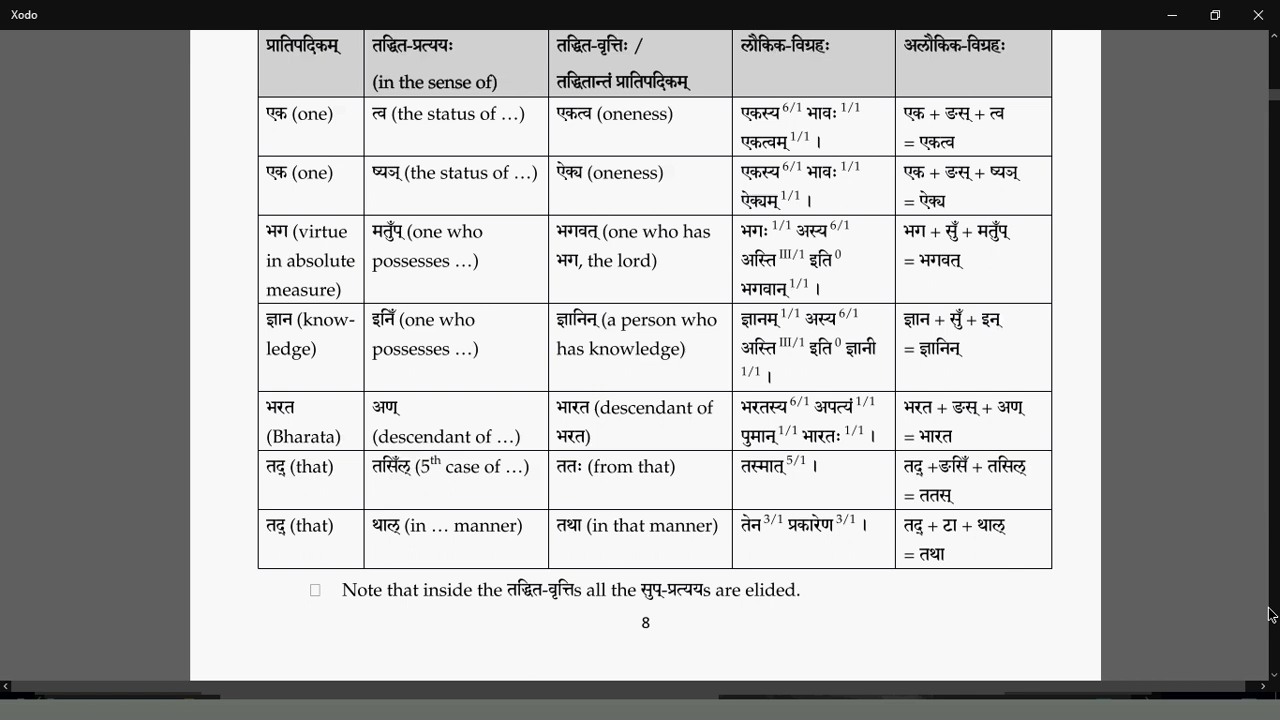 Xodo
प्रातिपदिकम् तद्धित-प्रत्ययः तद्धित-वृत्तिः / लौकिक-विग्रहः अलौकिक-विग्रहः
(in the sense of) तद्धितान्तं प्रातिपदिकम्
एक (one) त्व (the status of …) एकत्व (oneness) एकस्य 6/1 भावः 1/1 एक + ङस् + त्व
एकत्वम् 1/1 । = एकत्व
एक (one) ष्यञ् (the status of …) ऐक्य (oneness) एकस्य 6/1 भावः 1/1 एक + ङस् + ष्यञ्
ऐक्यम् 1/1 । = ऐक्य
भग (virtue मतुँप् (one who भगवत् (one who has भगः 1/1 अस्य 6/1 भग + सुँ + मतुँप्
in absolute possesses …) भग, the lord) अस्ति III/1 इति 0 = भगवत्
measure) भगवान् 1/1 ।
ज्ञान (know- इनिँ (one who ज्ञानिन् (a person who ज्ञानम् 1/1 अस्य 6/1 ज्ञान + सुँ + इन्
ledge) possesses …) has knowledge) अस्ति III/1 इति 0 ज्ञानी = ज्ञानिन्
1/1 ।
भरत अण् भारत (descendant of भरतस्य 6/1 अपत्यं 1/1 भरत + ङस् + अण्
(Bharata) (descendant of …) भरत) पुमान् 1/1 भारतः 1/1 । = भारत
तद् (that) तसिँल् (5th case of …) ततः (from that) तस्मात् 5/1 । तद् +ङसिँ + तसिल्
= ततस्
तद् (that) थाल् (in … manner) तथा (in that manner) तेन 3/1 प्रकारेण 3/1 । तद् + टा + थाल्
= तथा
Note that inside the तद्धित-वृत्तिs all the सुप्-प्रत्ययs are elided.
8